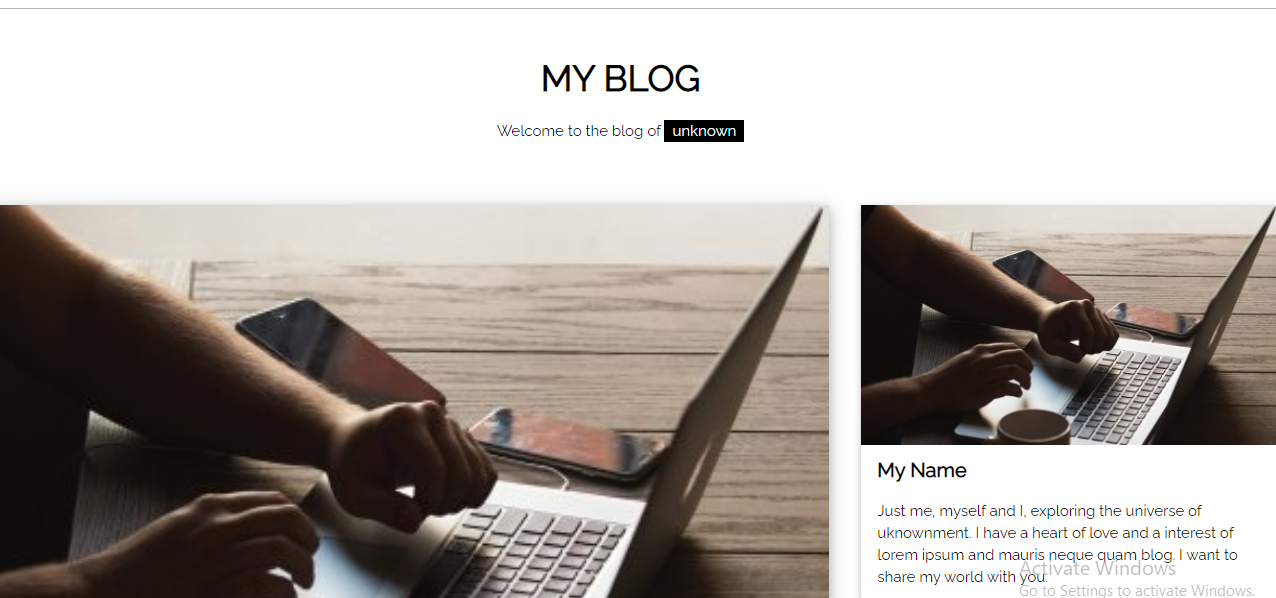 MY BLOG
Welcome to the blog of unknown
My Name
Just me, myself and I, exploring the universe of
uknownment. I have a heart of love and a interest of
lorem ipsum and mauris neque quam blog. I want to
share my world with you.
Activate Windows
Go to Settings to activate Windows.